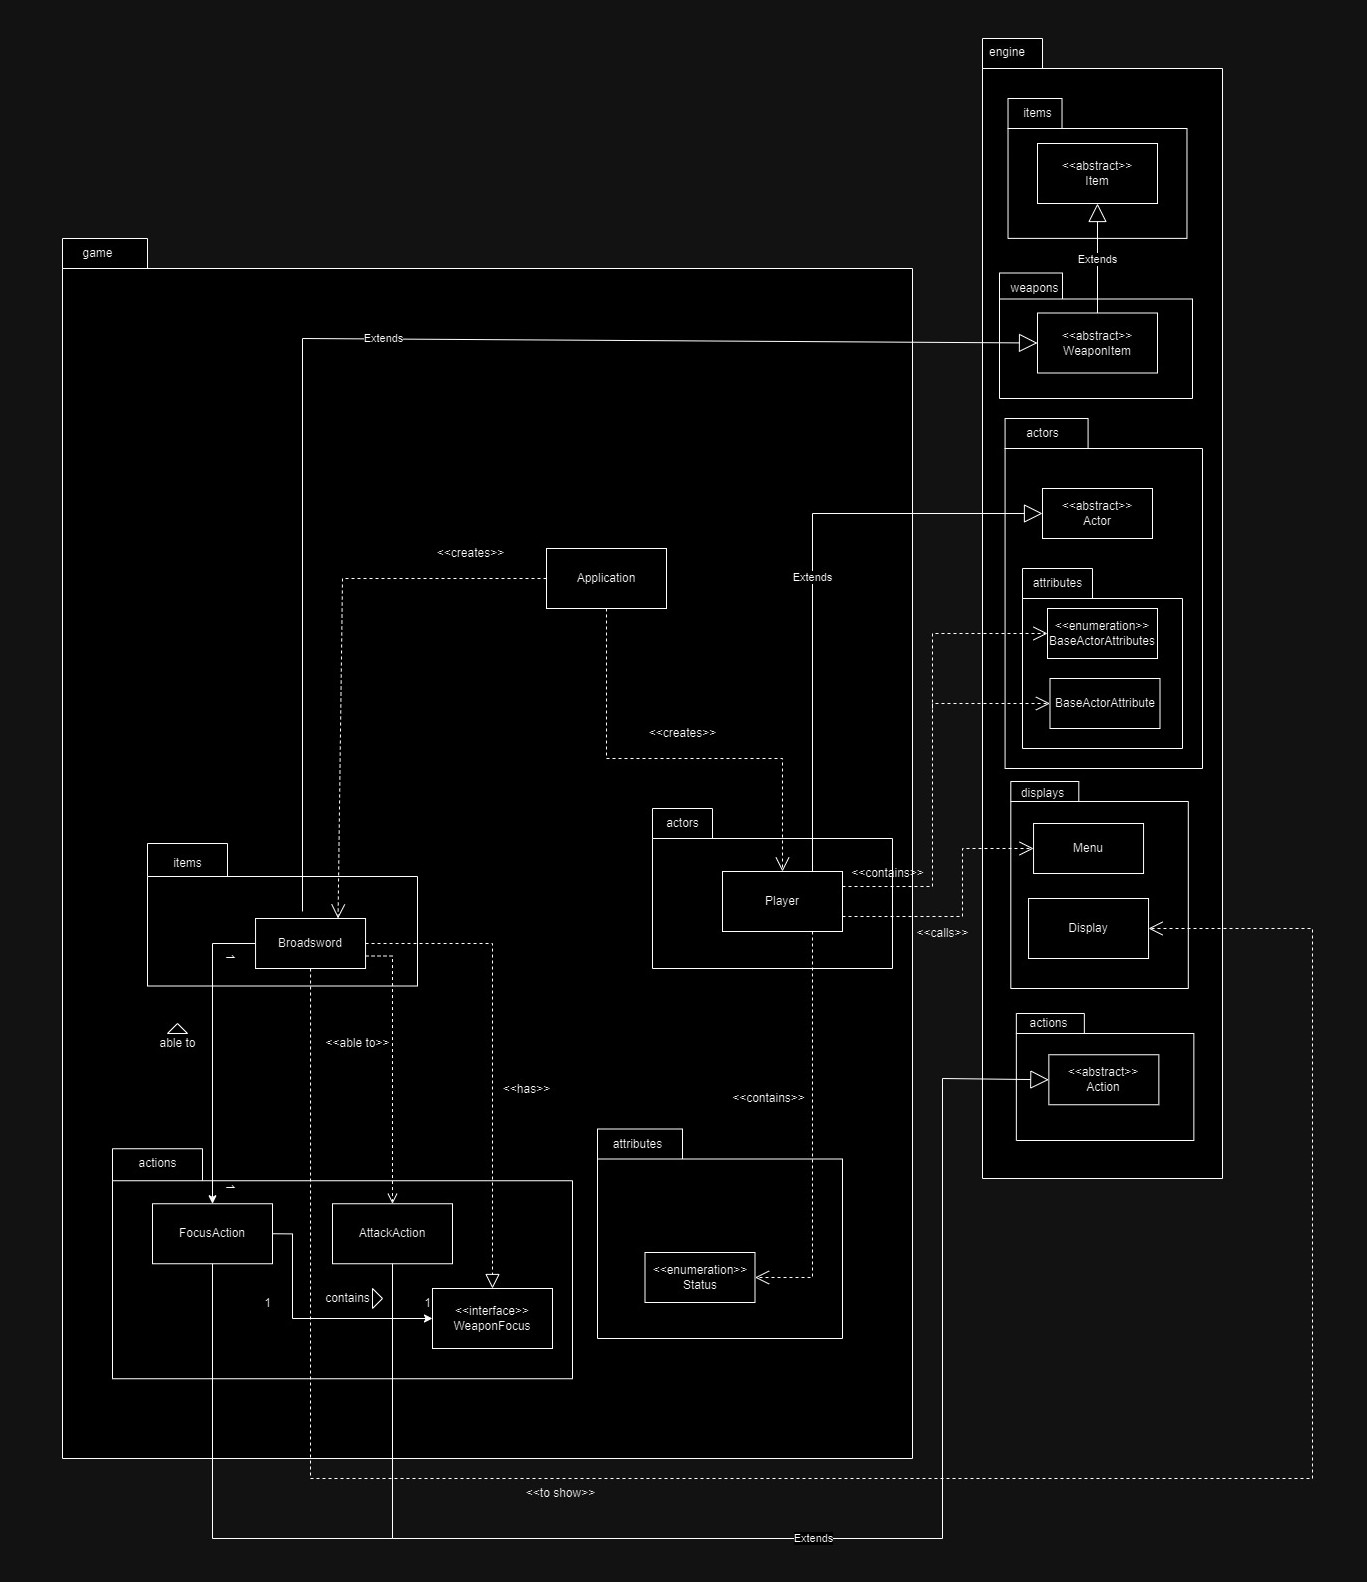 engine
items
<<abstract>>
Item
game
Extends
weapons
Extends
<<abstract>>
WeaponItem
actors
<<abstract>>
Actor
<<creates>>
Application
Extends
attributes
<<enumeration>>
BaseActorAttributes
BaseActorAttribute
<<creates>>
displays
actors
Menu
items
<<contains>>
Player
Display
<<calls>>
Broadsword
1
actions
able to
<<able to>>
<<abstract>>
Action
<<has>>
<<contains>>
attributes
actions
1
FocusAction
AttackAction
<<enumeration>>
Status
1
contains
1
<<interface>>
WeaponFocus
<<to show>>
Extends